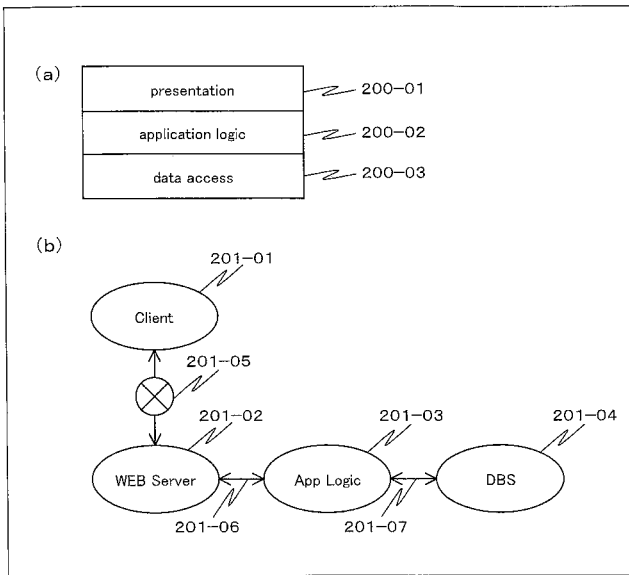 (a)
presentation 200-01
application logic 200-02
data access 200-03
(b)
201-01
Client
201-05
201-02 201-03 201-04
WEB Server App Logic DBS
201-06 201-07